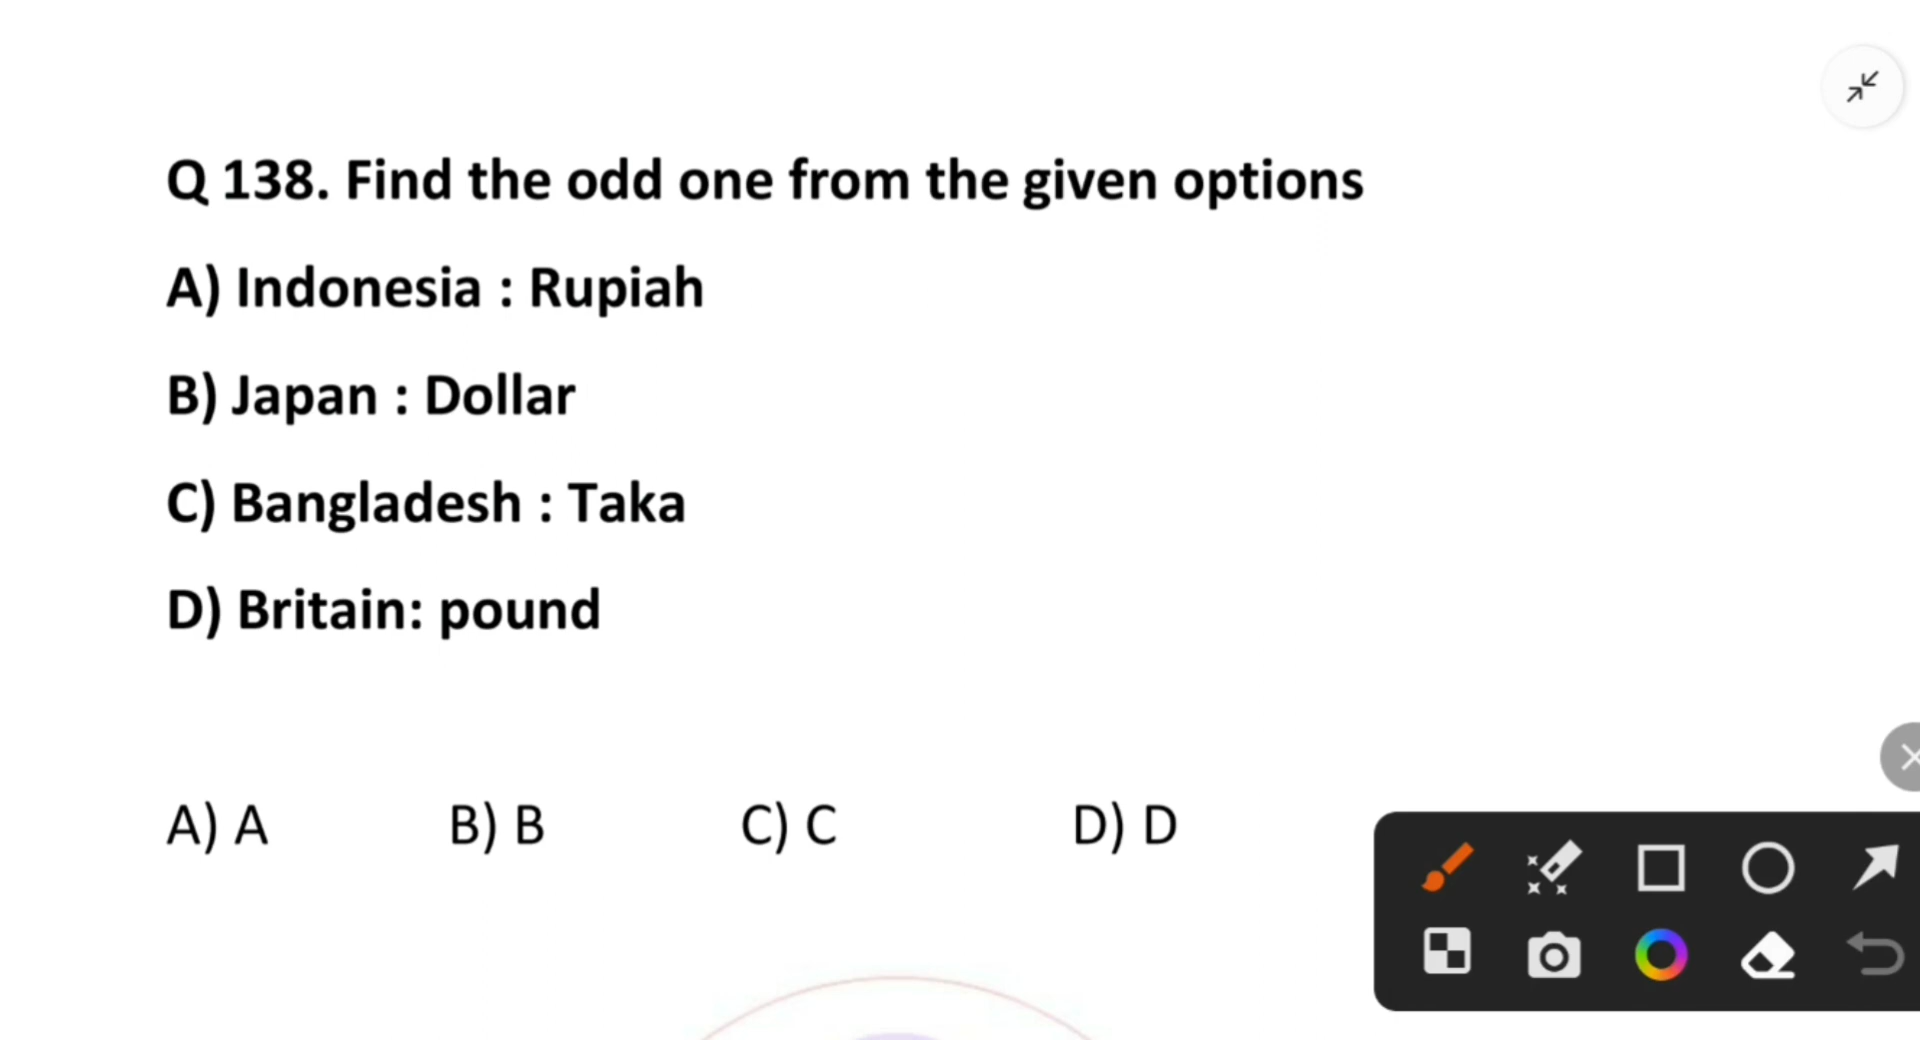 Q 138. Find the odd one from the given options
A) Indonesia : Rupiah
B) Japan : Dollar
C) Bangladesh : Taka
D) Britain: pound
A) A B) B C) C D) D